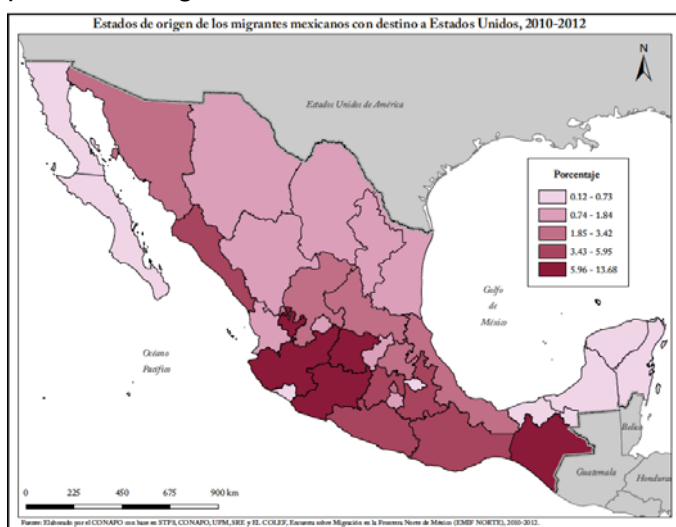 Estados de origen de los migrantes mexicanos con destino a Estados Unidos, 2010-2012
N
Estados Unidos de América
Porcentaje
0.12 - 0.73
0.74 - 1.84
1.85 - 3.42
3.43 - 5.95
5.96 - 13.68
Golfo
de
México
Océano
Pacífico
Belice
Guatemala
Honduras
0 225 450 675 900 km
Fuente: Elaborado por el CONAPO con base en STPS, CONAPO, UPM, SRE y EL COLEF, Encuesta sobre Migración en la Frontera Norte de México (EMIF NORTE), 2010-2012.